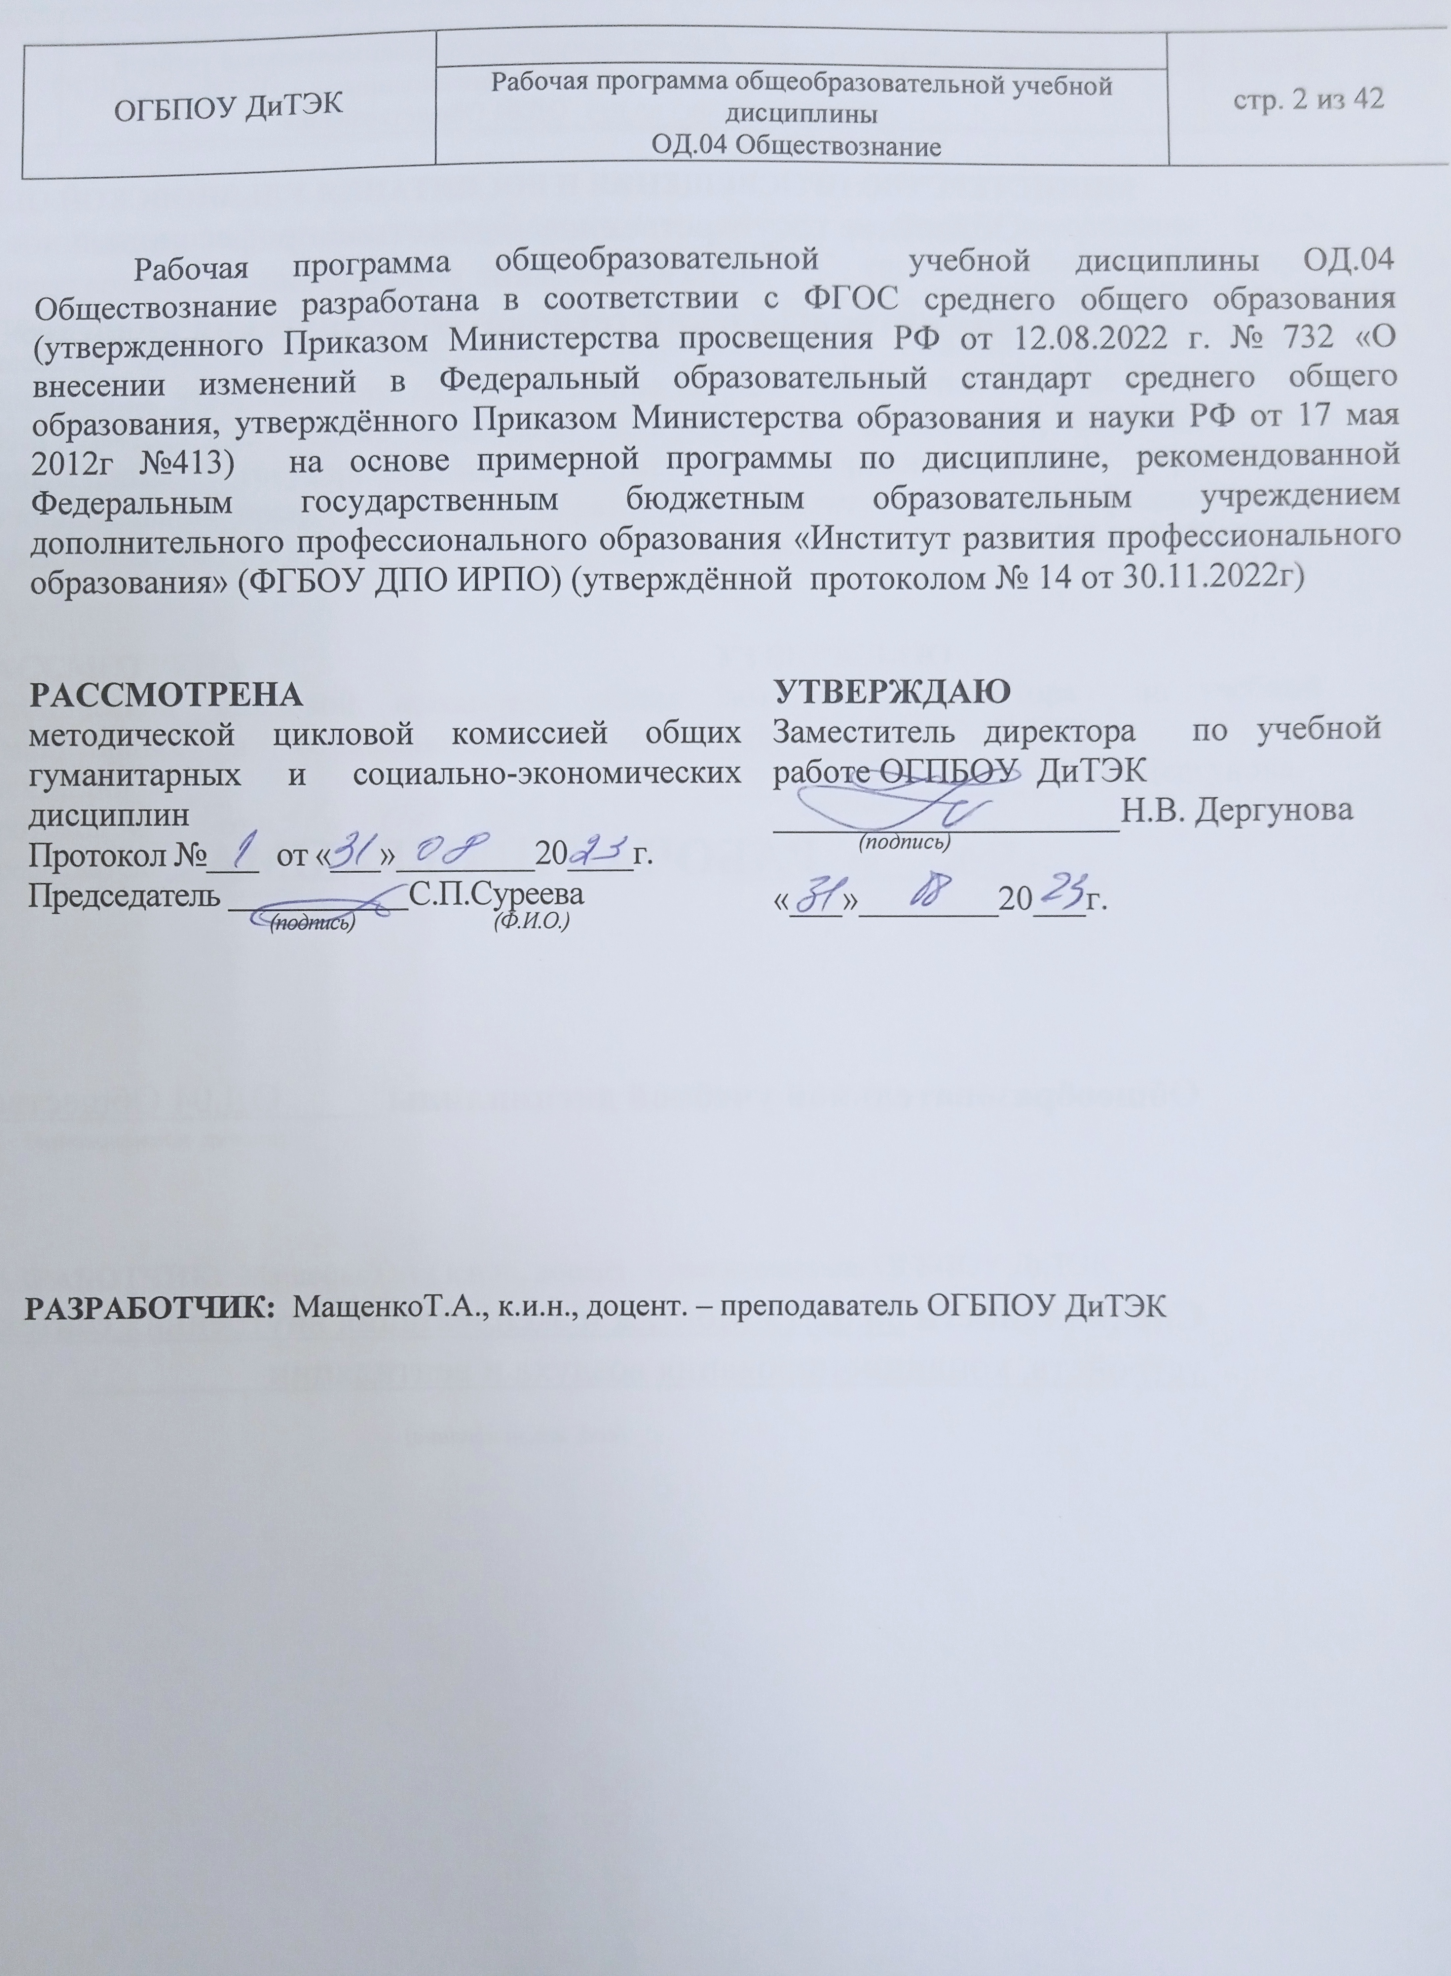 ОГБПОУ ДиТЭК
Рабочая программа общеобразовательной учебной
дисциплины
ОД.04 Обществознание
стр. 2 из 42
Рабочая программа общеобразовательной учебной дисциплины ОД.04
Обществознание разработана в соответствии с ФГОС среднего общего образования
(утвержденного Приказом Министерства просвещения РФ от 12.08.2022 г. № 732 «О
внесении изменений в Федеральный образовательный стандарт среднего общего
образования, утверждённого Приказом Министерства образования и науки РФ от 17 мая
2012г №413) на основе примерной программы по дисциплине, рекомендованной
Федеральным государственным бюджетным образовательным учреждением
дополнительного профессионального образования «Институт развития профессионального
образования» (ФГБОУ ДПО ИРПО) (утверждённой протоколом № 14 от 30.11.2022г)
РАССМОТРЕНА
методической цикловой комиссией общих
гуманитарных и социально-экономических
дисциплин
Протокол № 1 от «31» 08 2023 г.
Председатель С.П.Суреева
(подпись) (Ф.И.О.)
УТВЕРЖДАЮ
Заместитель директора по учебной
работе ОГПБОУ ДиТЭК
Н.В. Дергунова
(подпись)
«31» 08 2023 г.
РАЗРАБОТЧИК: МащенкоТ.А., к.и.н., доцент. – преподаватель ОГБПОУ ДиТЭК